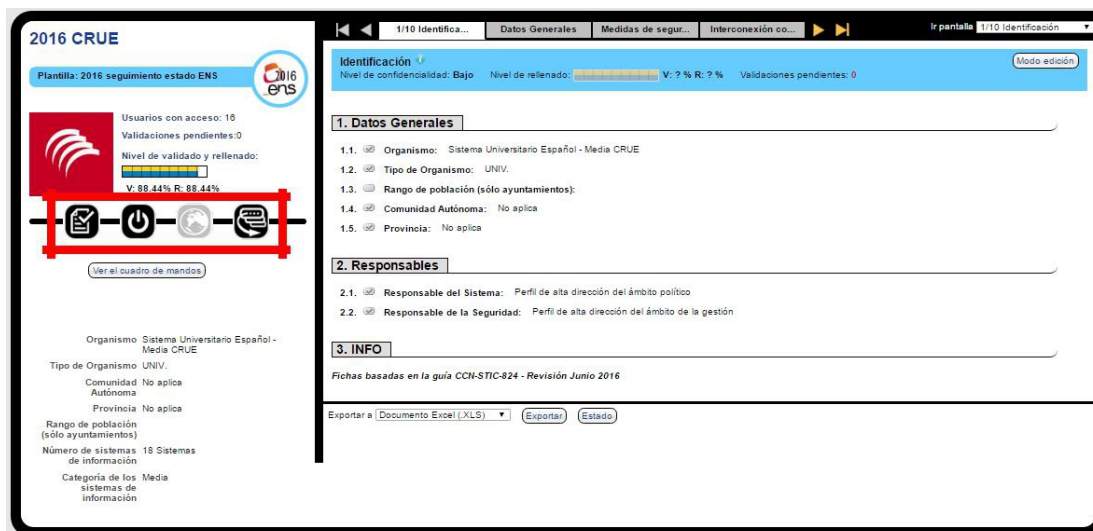 2016 CRUE
Plantilla: 2016 seguimiento estado ENS
2016
ens
Usuarios con acceso: 16
Validaciones pendientes:0
Nivel de validado y rellenado:
V: 88.44% R: 88.44%
Ver el cuadro de mandos
Organismo Sistema Universitario Español -
Media CRUE
Tipo de Organismo UNIV.
Comunidad No aplica
Autónoma
Provincia No aplica
Rango de población
(sólo ayuntamientos)
Número de sistemas 18 Sistemas
de información
Categoría de los Media
sistemas de
información
1/10 Identifica... Datos Generales Medidas de segur... Interconexión co... Ir pantalla 1/10 Identificación
Identificación
Modo edición
Nivel de confidencialidad: Bajo Nivel de rellenado: V: ? % R: ? % Validaciones pendientes: 0
1. Datos Generales
1.1. Organismo: Sistema Universitario Español - Media CRUE
1.2. Tipo de Organismo: UNIV.
1.3. Rango de población (sólo ayuntamientos):
1.4. Comunidad Autónoma: No aplica
1.5. Provincia: No aplica
2. Responsables
2.1. Responsable del Sistema: Perfil de alta dirección del ámbito político
2.2. Responsable de la Seguridad: Perfil de alta dirección del ámbito de la gestión
3. INFO
Fichas basadas en la guía CCN-STIC-824 - Revisión Junio 2016
Exportar a Documento Excel (.XLS) Exportar Estado